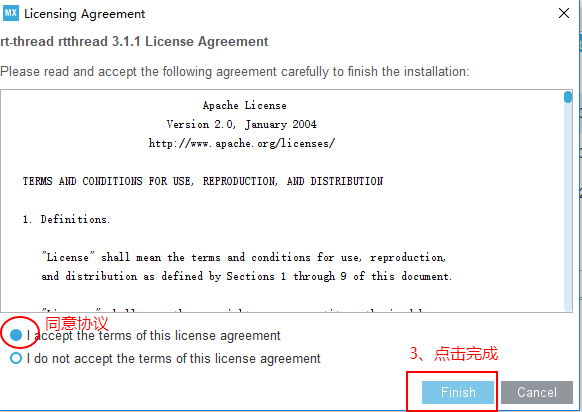 MX Licensing Agreement
rt-thread rtthread 3.1.1 License Agreement
Please read and accept the following agreement carefully to finish the installation:
Apache License
Version 2.0, January 2004
http://www.apache.org/licenses/
TERMS AND CONDITIONS FOR USE, REPRODUCTION, AND DISTRIBUTION
1. Definitions.
"License" shall mean the terms and conditions for use, reproduction,
and distribution as defined by Sections 1 through 9 of this document.
同意协议
I accept the terms of this license agreement
I do not accept the terms of this license agreement
3、点击完成
Finish
Cancel